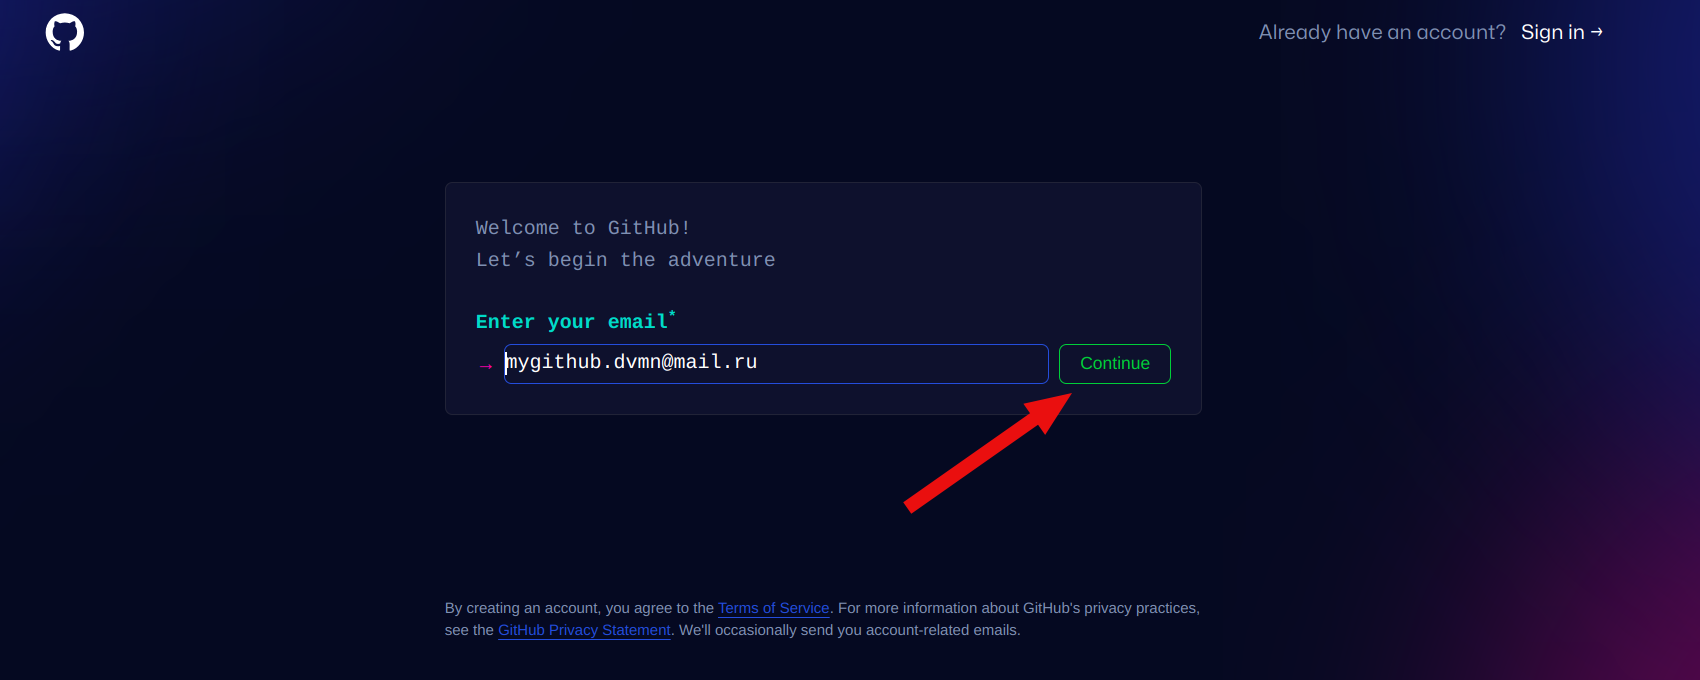 Already have an account? Sign in →
Welcome to GitHub!
Let’s begin the adventure
Enter your email*
→ mygithub.dvmn@mail.ru Continue
By creating an account, you agree to the Terms of Service. For more information about GitHub's privacy practices,
see the GitHub Privacy Statement. We'll occasionally send you account-related emails.